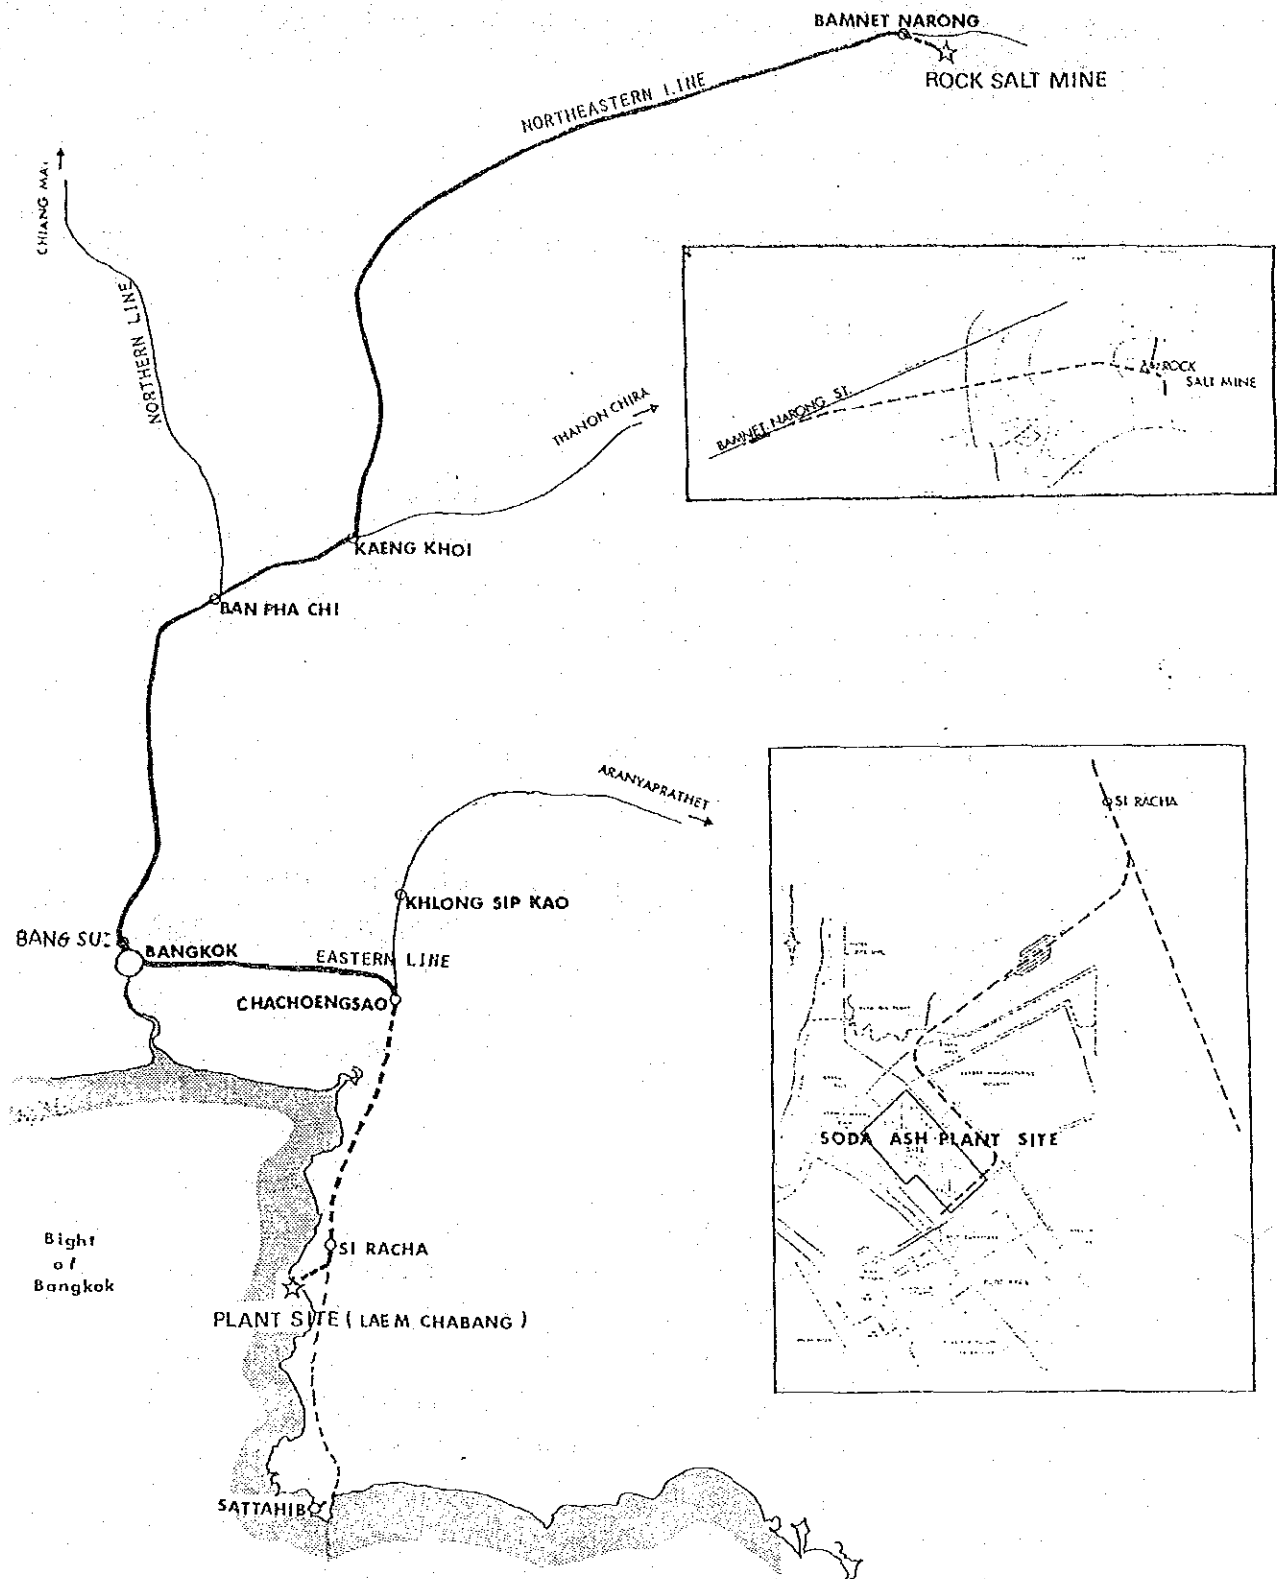 BAMNET NARONG
ROCK SALT MINE
NORTHEASTERN LINE
CHIANG MAI
NORTHERN LINE
THANON CHIRA
BAMNET NARONG ST.
ROCK
SALT MINE
KAENG KHOI
BAN PHA CHI
ARANYAPRATHET
SI RACHA
KHLONG SIP KAO
BANG SUE
BANGKOK
EASTERN LINE
CHACHOENGSAO
SODA ASH PLANT SITE
Bight
of
Bangkok
SI RACHA
PLANT SITE ( LAEM CHABANG )
SATTAHIB